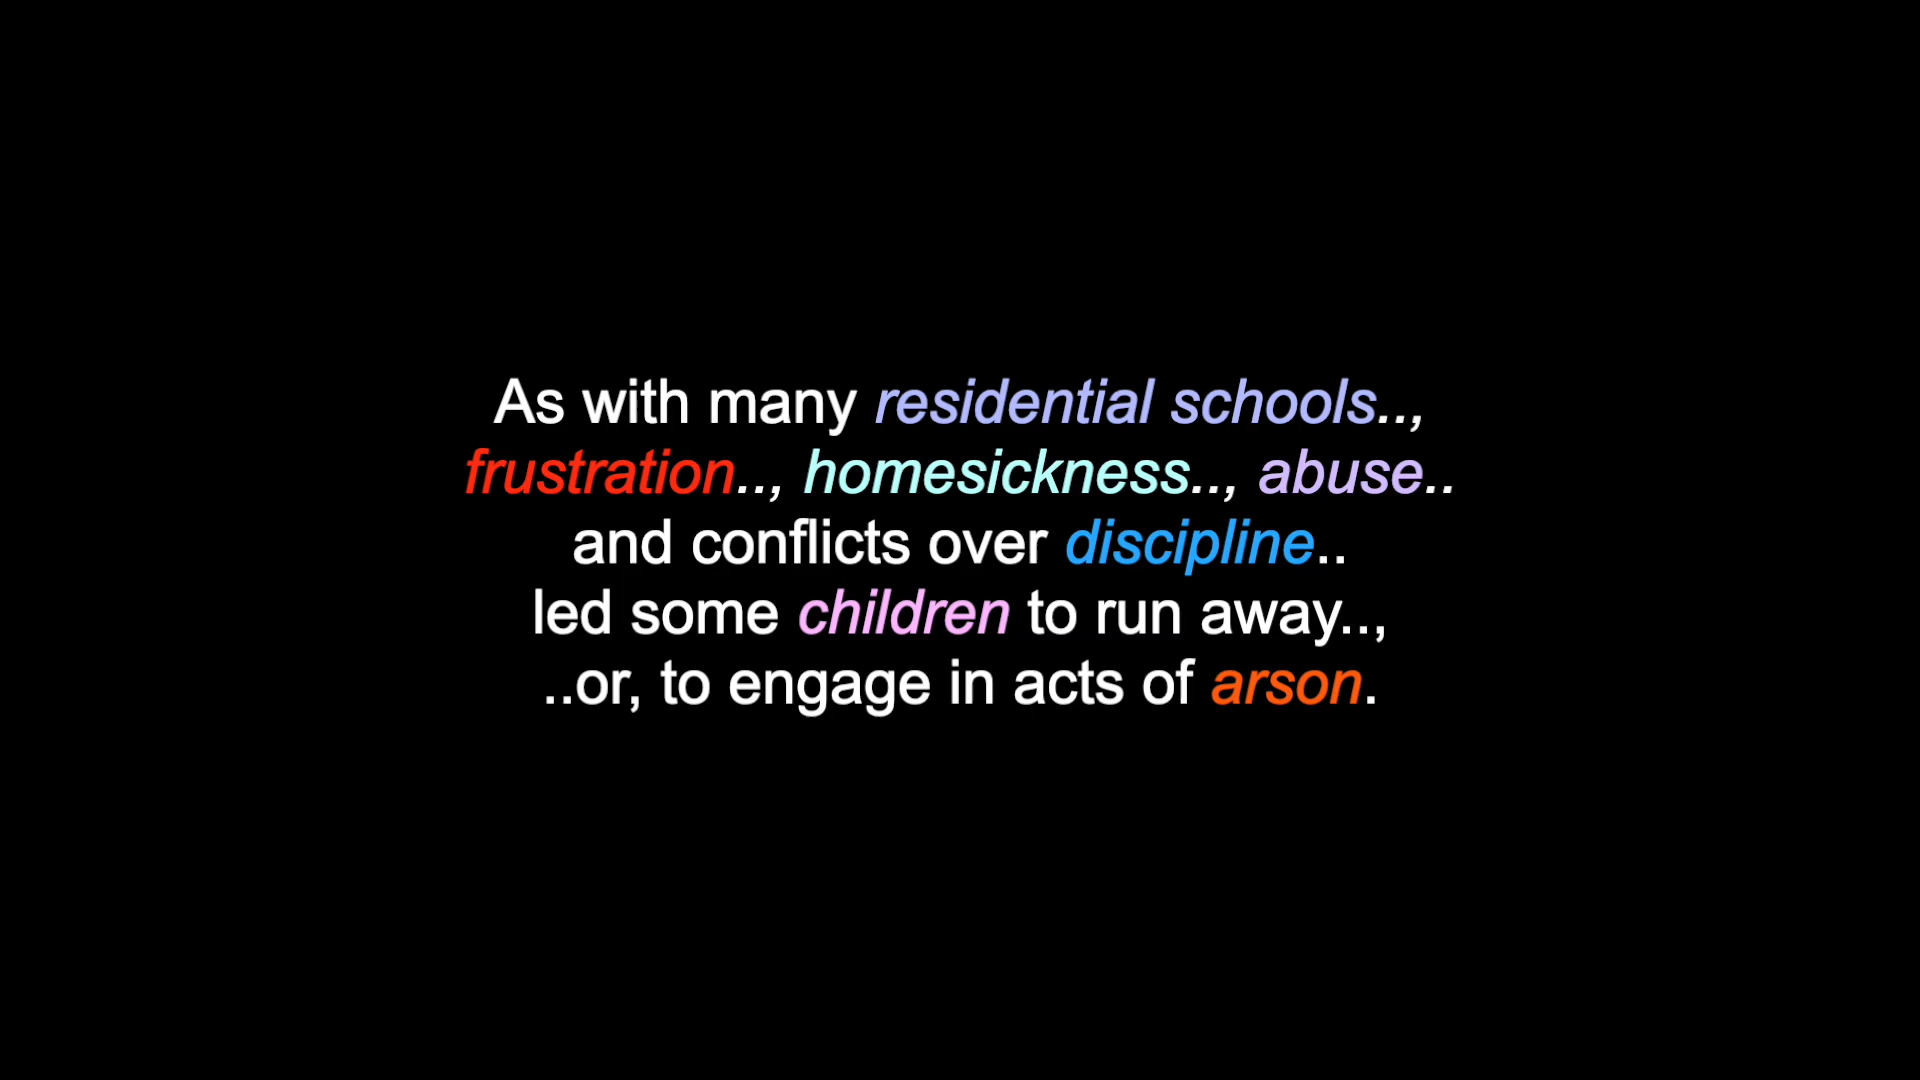 As with many residential schools..,
frustration.., homesickness.., abuse..
and conflicts over discipline..
led some children to run away..,
..or, to engage in acts of arson.